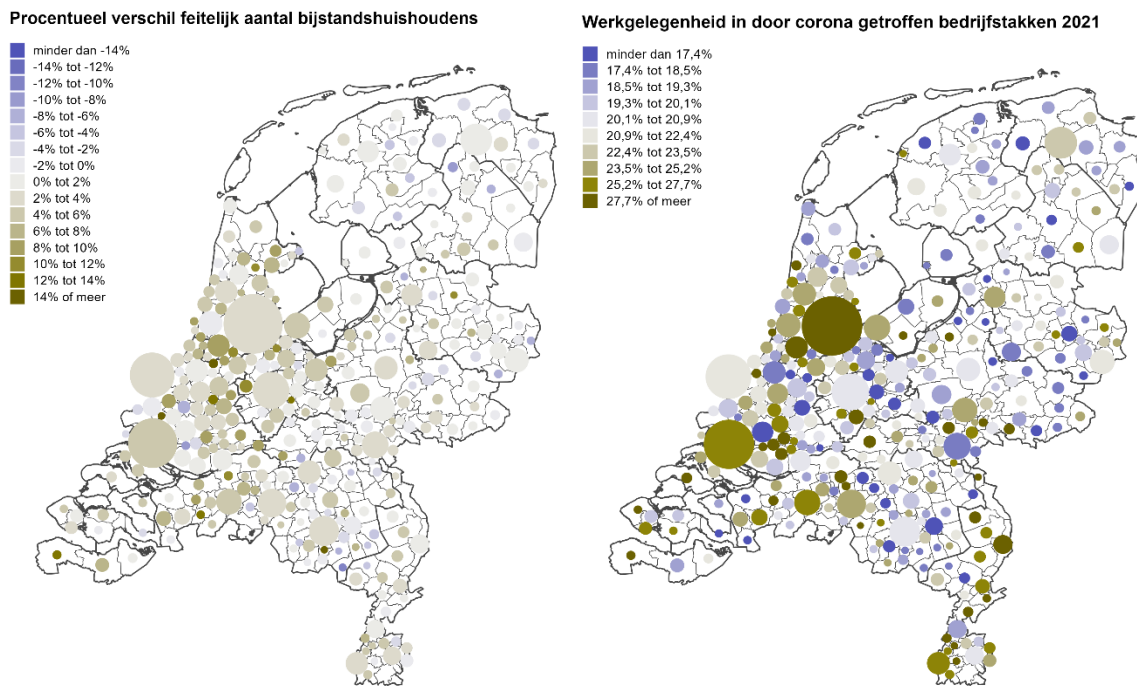 Procentueel verschil feitelijk aantal bijstandshuishoudens
minder dan -14%
-14% tot -12%
-12% tot -10%
-10% tot -8%
-8% tot -6%
-6% tot -4%
-4% tot -2%
-2% tot 0%
0% tot 2%
2% tot 4%
4% tot 6%
6% tot 8%
8% tot 10%
10% tot 12%
12% tot 14%
14% of meer
Werkgelegenheid in door corona getroffen bedrijfstakken 2021
minder dan 17,4%
17,4% tot 18,5%
18,5% tot 19,3%
19,3% tot 20,1%
20,1% tot 20,9%
20,9% tot 22,4%
22,4% tot 23,5%
23,5% tot 25,2%
25,2% tot 27,7%
27,7% of meer